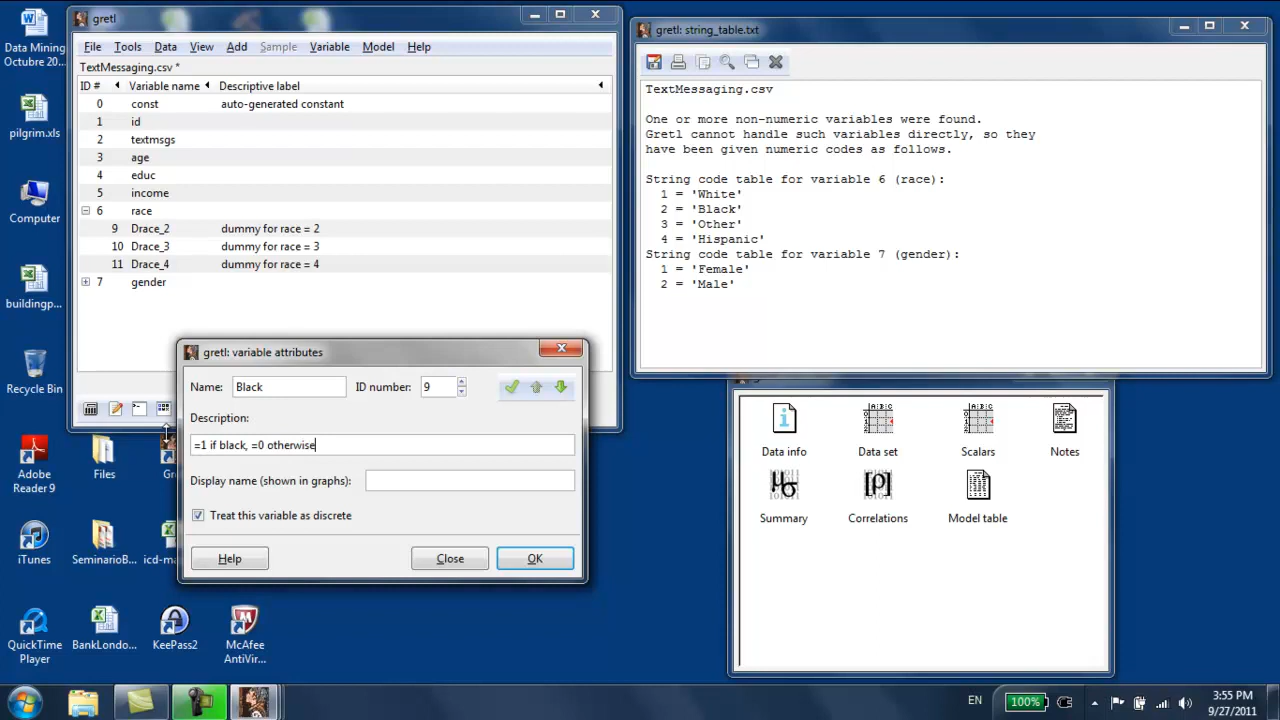 Data Mining
Octubre 20...
pilgrim.xls
Computer
buildingp...
Recycle Bin
Adobe
Reader 9
Files
Gre
iTunes
SeminarioB...
icd-ma
QuickTime
Player
BankLondo...
KeePass2
McAfee
AntiVir...
gretl
File Tools Data View Add Sample Variable Model Help
TextMessaging.csv *
ID # Variable name Descriptive label
0 const auto-generated constant
1 id
2 textmsgs
3 age
4 educ
5 income
6 race
9 Drace_2 dummy for race = 2
10 Drace_3 dummy for race = 3
11 Drace_4 dummy for race = 4
7 gender
gretl: string_table.txt
TextMessaging.csv
One or more non-numeric variables were found.
Gretl cannot handle such variables directly, so they
have been given numeric codes as follows.
String code table for variable 6 (race):
1 = 'White'
2 = 'Black'
3 = 'Other'
4 = 'Hispanic'
String code table for variable 7 (gender):
1 = 'Female'
2 = 'Male'
gretl: variable attributes
Name: Black ID number: 9
Description:
=1 if black, =0 otherwise
Display name (shown in graphs):
Treat this variable as discrete
Help Close OK
Data info Data set Scalars Notes
Summary Correlations Model table
EN 100% 3:55 PM
9/27/2011